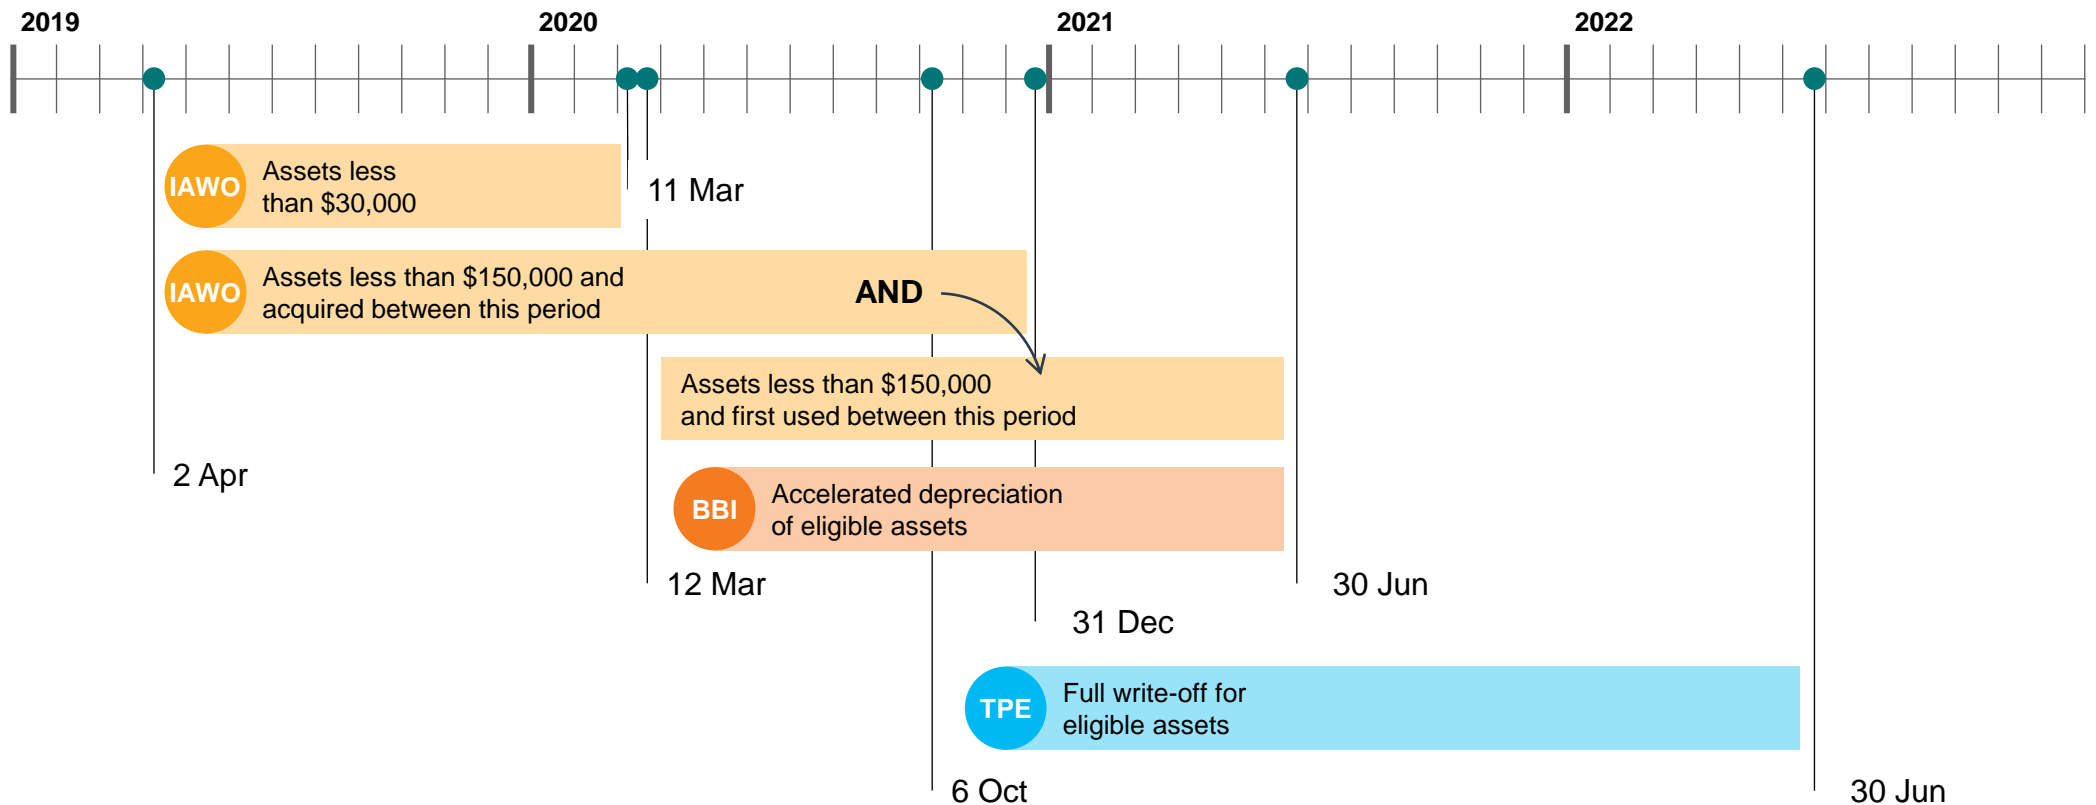 2019
2020
2021
2022
IAWO
Assets less
than $30,000
11 Mar
IAWO
Assets less than $150,000 and
acquired between this period
AND
Assets less than $150,000
and first used between this period
2 Apr
BBI
Accelerated depreciation
of eligible assets
12 Mar
30 Jun
31 Dec
TPE
Full write-off for
eligible assets
6 Oct
30 Jun